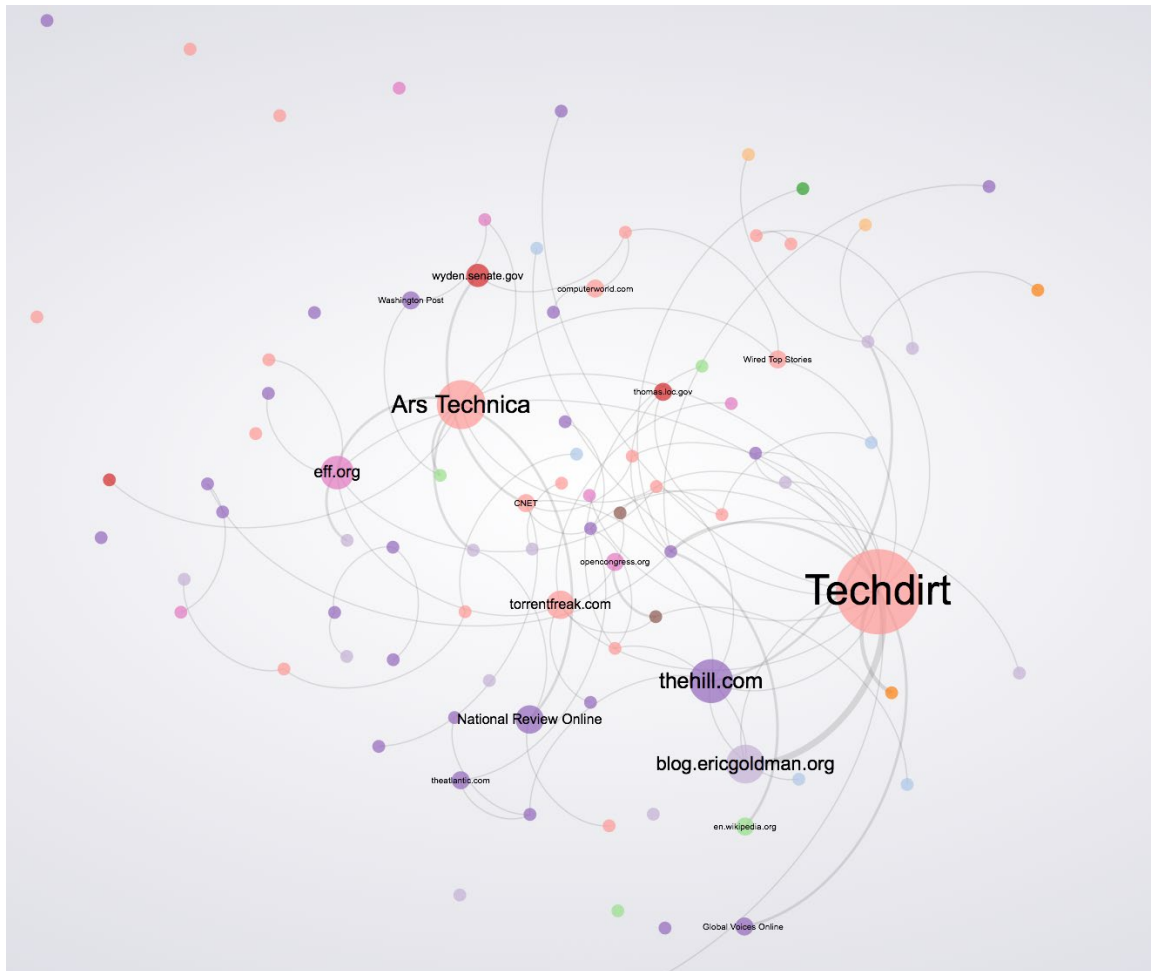 wyden.senate.gov
Washington Post
computerworld.com
Wired Top Stories
thomas.loc.gov
Ars Technica
eff.org
CNET
opencongress.org
torrentfreak.com
Techdirt
thehill.com
National Review Online
blog.ericgoldman.org
theatlantic.com
en.wikipedia.org
Global Voices Online